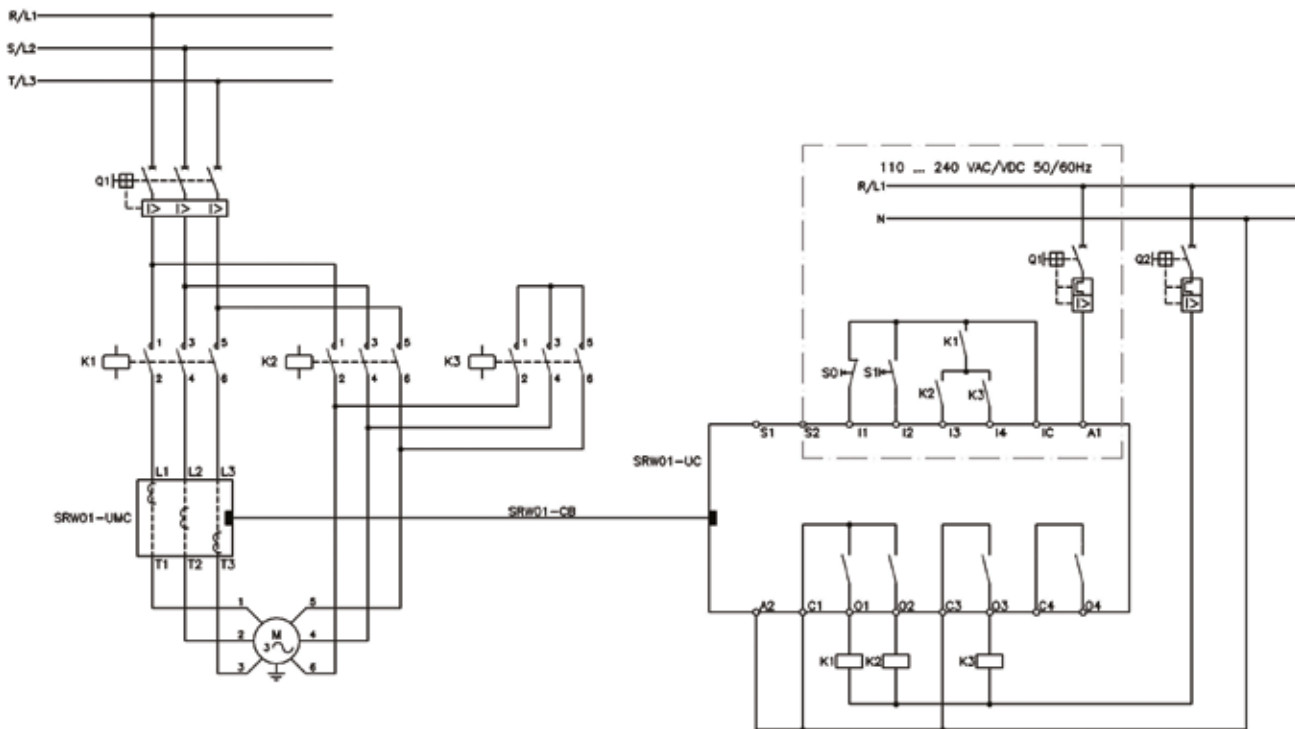 R/L1
S/L2
T/L3
Q1
I> I> I>
110 ... 240 VAC/VDC 50/60Hz
R/L1
N
Q1
I>
Q2
I>
K1
1 3 5
2 4 6
K2
1 3 5
2 4 6
K3
1 3 5
2 4 6
S0
S1
K1
K2
K3
S1 S2 I1 I2 I3 I4 IC A1
SRW01-UC
L1 L2 L3
SRW01-UMC
SRW01-CB
T1 T2 T3
A2 C1 O1 O2 C3 O3 C4 O4
1 5
2 M 4
3
3 6
K1 K2 K3